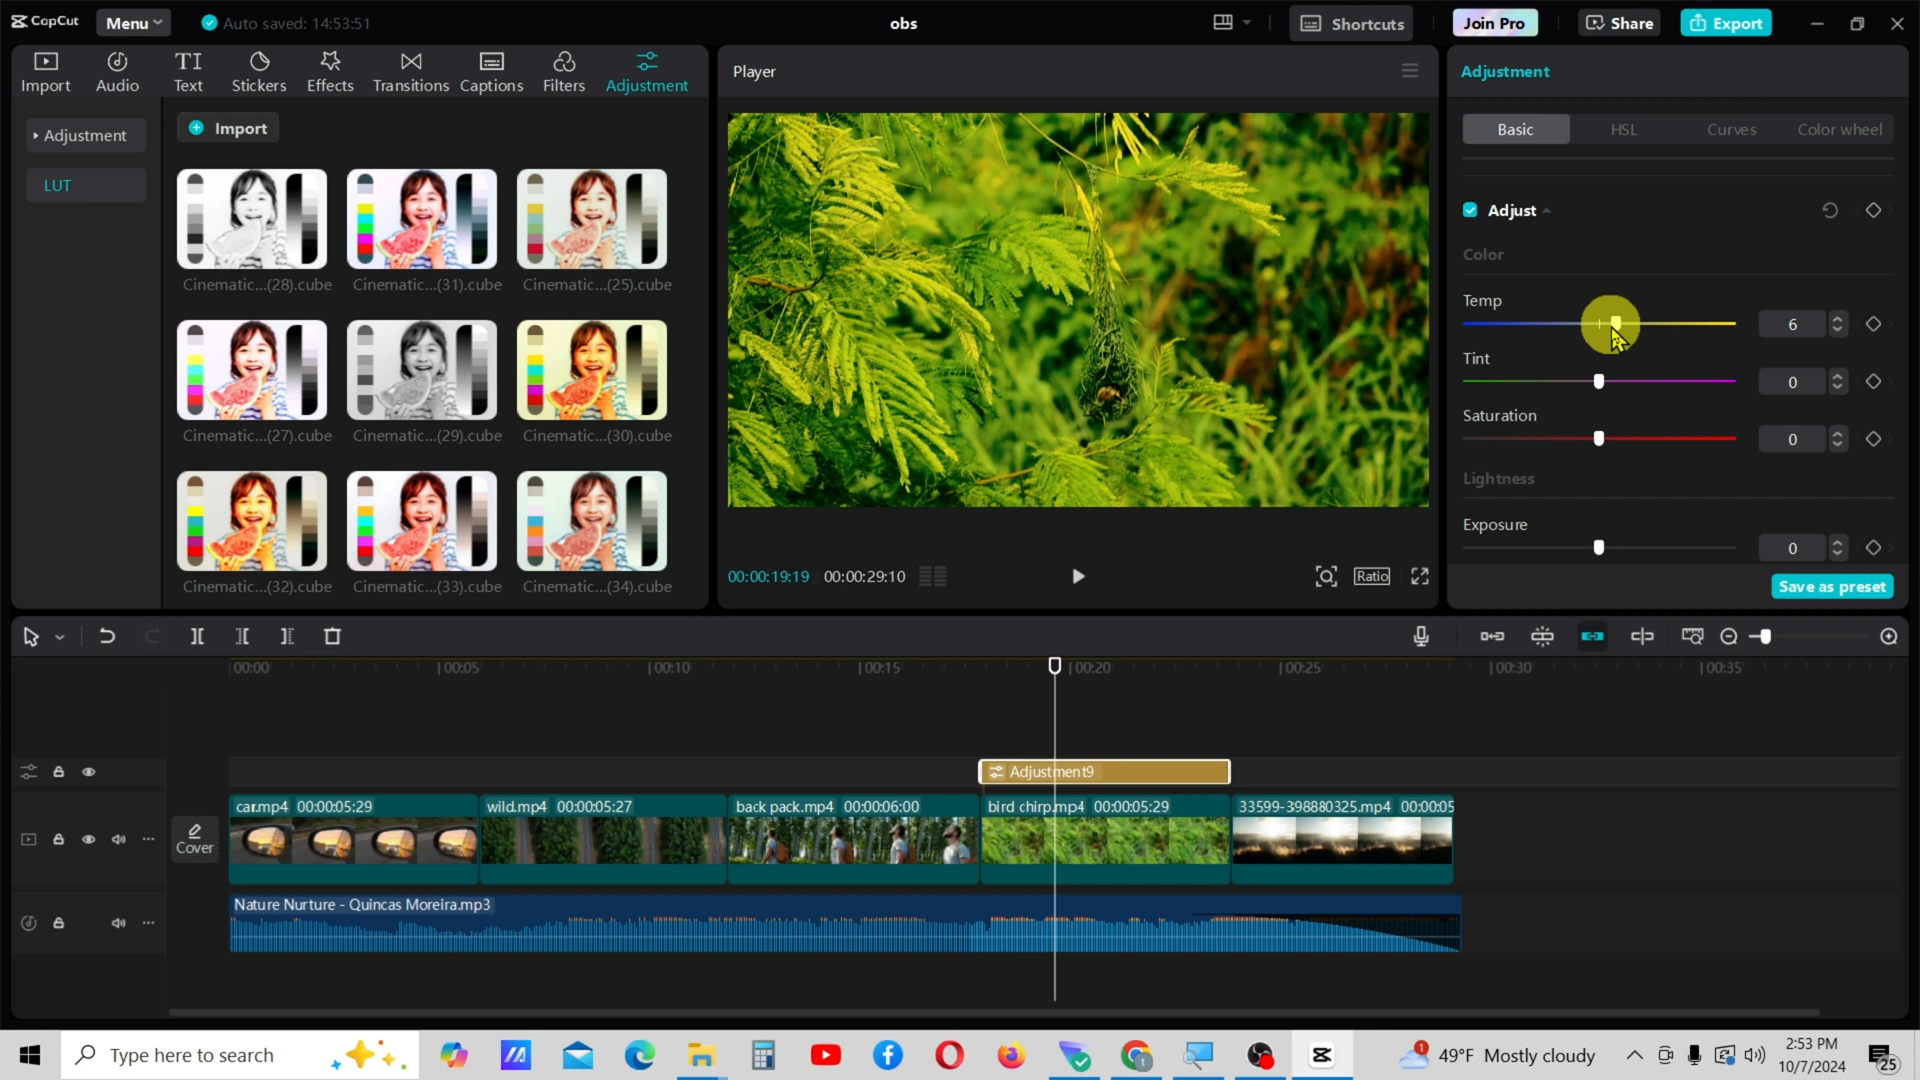 CapCut
Menu
Auto saved: 14:53:51
obs
Shortcuts
Join Pro
Share
Export
Import
Audio
TI
Text
Stickers
Effects
Transitions
Captions
Filters
Adjustment
Player
Adjustment
Adjustment
LUT
Import
Cinematic...(28).cube
Cinematic...(31).cube
Cinematic...(25).cube
Cinematic...(27).cube
Cinematic...(29).cube
Cinematic...(30).cube
Cinematic...(32).cube
Cinematic...(33).cube
Cinematic...(34).cube
00:00:19:19
00:00:29:10
Ratio
Basic
HSL
Curves
Color wheel
Adjust
Color
Temp
6
Tint
0
Saturation
0
Lightness
Exposure
0
Save as preset
00:00
00:05
00:10
00:15
00:20
00:25
00:30
00:35
Adjustment9
Cover
car.mp4 00:00:05:29
wild.mp4 00:00:05:27
back pack.mp4 00:00:06:00
bird chirp.mp4 00:00:05:29
33599-398880325.mp4 00:00:05
Nature Nurture - Quincas Moreira.mp3
Type here to search
1
49°F Mostly cloudy
2:53 PM
10/7/2024
25